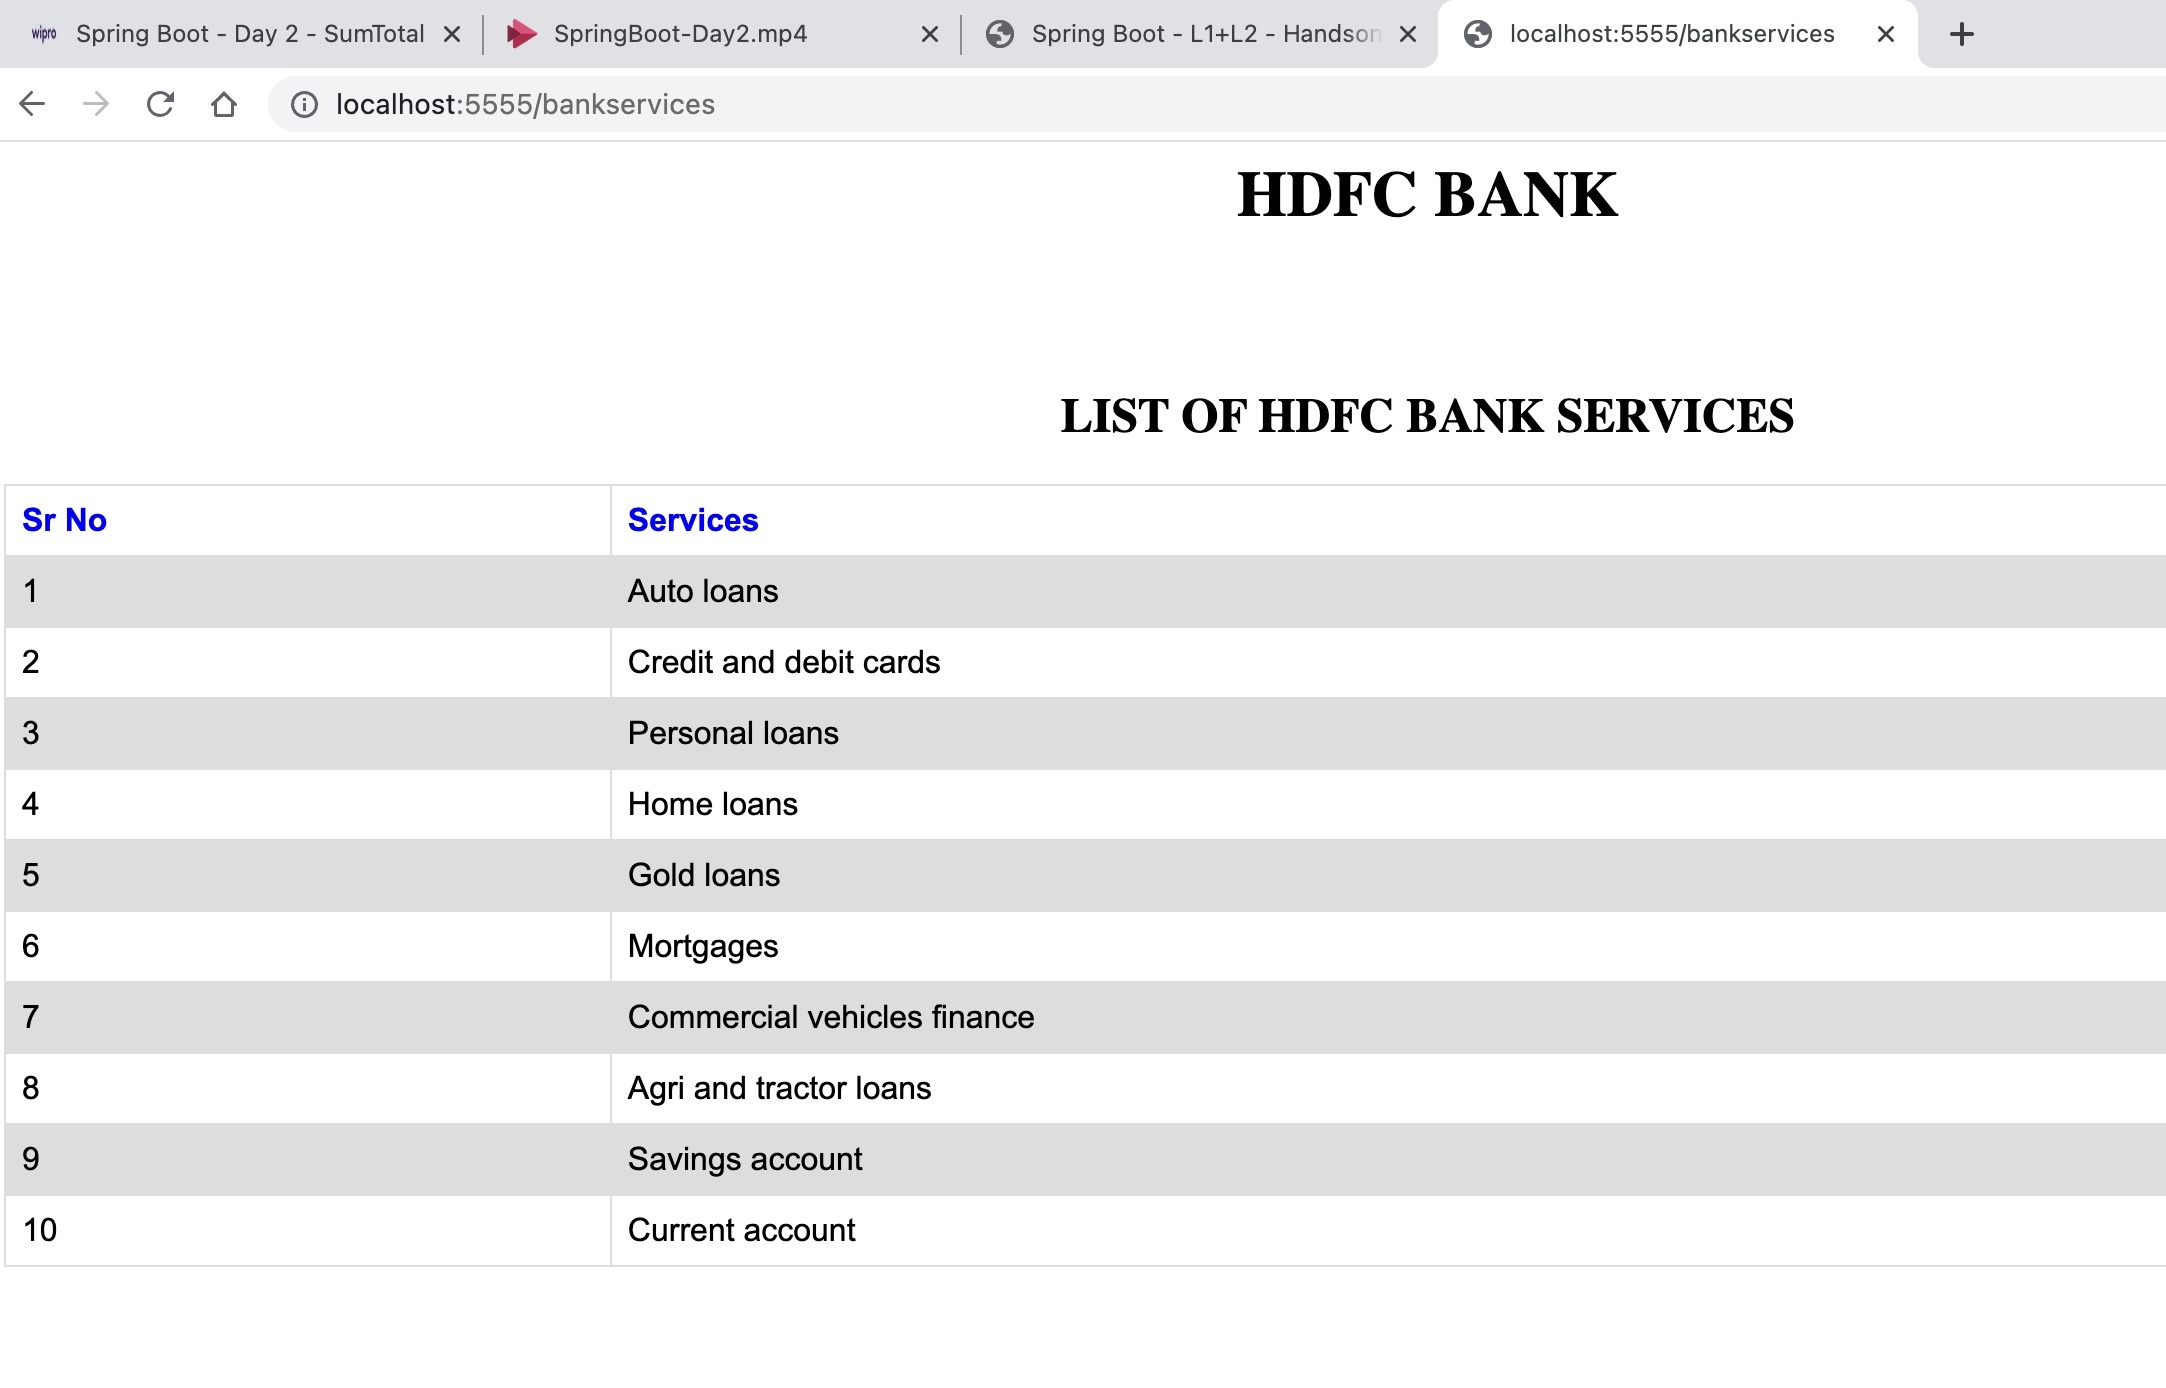 wipro Spring Boot - Day 2 - SumTotal
SpringBoot-Day2.mp4
Spring Boot - L1+L2 - Handson
localhost:5555/bankservices
localhost:5555/bankservices
HDFC BANK
LIST OF HDFC BANK SERVICES
Sr No Services
1 Auto loans
2 Credit and debit cards
3 Personal loans
4 Home loans
5 Gold loans
6 Mortgages
7 Commercial vehicles finance
8 Agri and tractor loans
9 Savings account
10 Current account